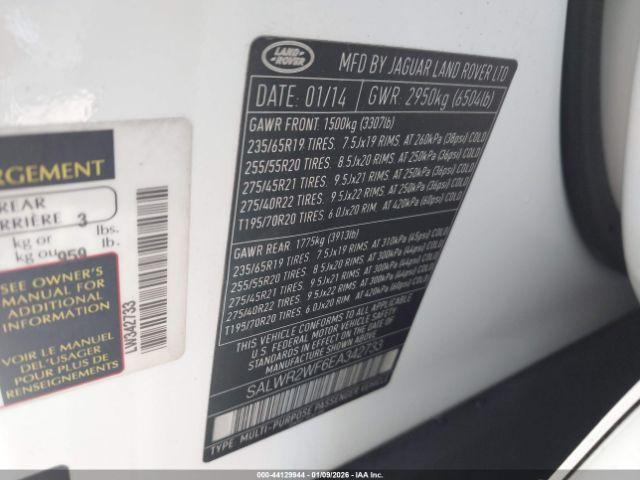 LAND ROVER
MFD BY JAGUAR LAND ROVER LTD
DATE: 01/14 GWR: 2950kg (6504lb)
GAWR FRONT: 1500kg (3307lb)
235/65R19 TIRES. 7.5Jx19 RIMS. AT 260kPa (38psi) COLD
255/55R20 TIRES. 8.5Jx20 RIMS. AT 250kPa (36psi) COLD
275/45R21 TIRES. 9.5Jx21 RIMS. AT 250kPa (36psi) COLD
275/40R22 TIRES. 9.5Jx22 RIMS. AT 250kPa (36psi) COLD
T195/70R20 TIRES. 6.0Jx20 RIM. AT 420kPa (60psi) COLD
GAWR REAR: 1775kg (3913lb)
235/65R19 TIRES. 7.5Jx19 RIMS. AT 310kPa (45psi) COLD
255/55R20 TIRES. 8.5Jx20 RIMS. AT 300kPa (44psi) COLD
275/45R21 TIRES. 9.5Jx21 RIMS. AT 300kPa (44psi) COLD
275/40R22 TIRES. 9.5Jx22 RIMS. AT 300kPa (44psi) COLD
T195/70R20 TIRES. 6.0Jx20 RIM. AT 420kPa (60psi) COLD
THIS VEHICLE CONFORMS TO ALL APPLICABLE
U.S. FEDERAL MOTOR VEHICLE SAFETY
STANDARDS IN EFFECT ON THE DATE OF
MANUFACTURE SHOWN ABOVE
SALWR2WF6EA342733
TYPE: MULTI-PURPOSE PASSENGER VEHICLE
RGEMENT
REAR
ARRIÈRE 3
kg or lbs.
kg ou 959 lb.
SEE OWNER'S
MANUAL FOR
ADDITIONAL
INFORMATION
VOIR LE MANUEL
DEL'USAGER
POUR PLUS DE
RENSEIGNEMENTS
LW342733
000-44129944 | 01/09/2026 - IAA Inc.